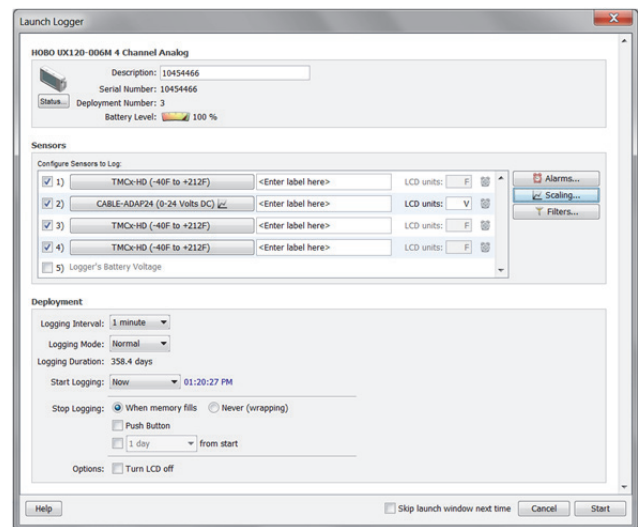 Launch Logger
HOBO UX120-006M 4 Channel Analog
Description: 10454466
Serial Number: 10454466
Status... Deployment Number: 3
Battery Level: 100 %
Sensors
Configure Sensors to Log:
1) TMCx-HD (-40F to +212F) <Enter label here> LCD units: F
Alarms...
2) CABLE-ADAP24 (0-24 Volts DC) <Enter label here> LCD units: V
Scaling...
3) TMCx-HD (-40F to +212F) <Enter label here> LCD units: F
Filters...
4) TMCx-HD (-40F to +212F) <Enter label here> LCD units: F
5) Logger's Battery Voltage
Deployment
Logging Interval: 1 minute
Logging Mode: Normal
Logging Duration: 358.4 days
Start Logging: Now 01:20:27 PM
Stop Logging: When memory fills Never (wrapping)
Push Button
1 day from start
Options: Turn LCD off
Help Skip launch window next time Cancel Start